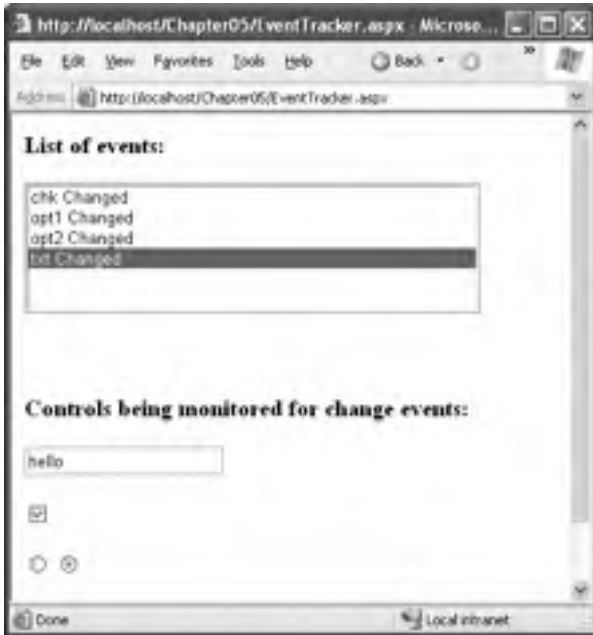 http://localhost/Chapter05/EventTracker.aspx - Microse...
File Edit View Favorites Tools Help Back »
Address http://localhost/Chapter05/EventTracker.aspx
List of events:
chk Changed
opt1 Changed
opt2 Changed
txt Changed
Controls being monitored for change events:
hello
Done Local intranet